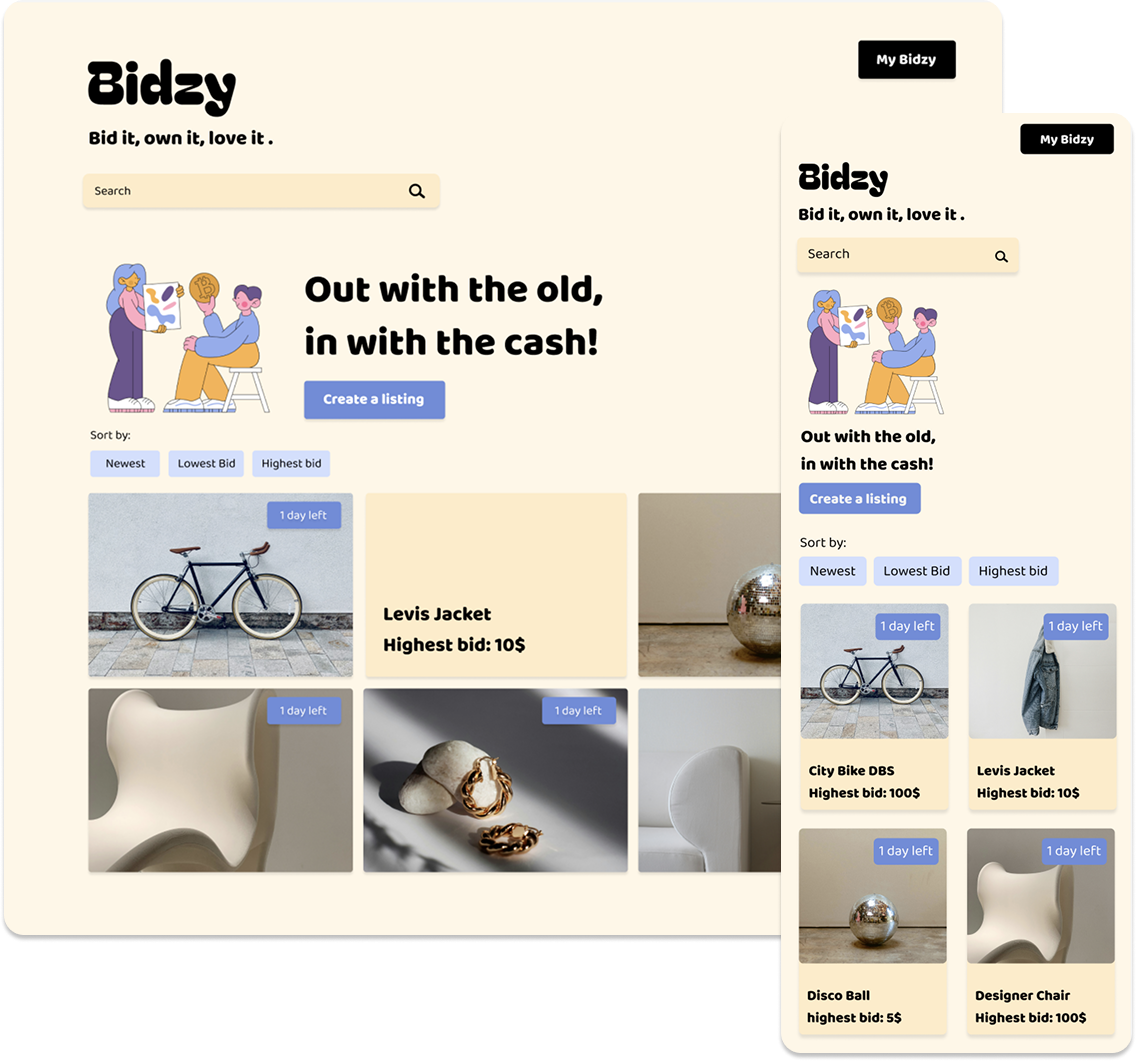 My Bidzy
Bidzy
Bid it, own it, love it .
Search
Out with the old,
in with the cash!
Create a listing
Sort by:
Newest
Lowest Bid
Highest bid
1 day left
Levis Jacket
Highest bid: 10$
1 day left
1 day left
My Bidzy
Bidzy
Bid it, own it, love it .
Search
Out with the old,
in with the cash!
Create a listing
Sort by:
Newest
Lowest Bid
Highest bid
1 day left
1 day left
City Bike DBS
Highest bid: 100$
Levis Jacket
Highest bid: 10$
1 day left
1 day left
Disco Ball
highest bid: 5$
Designer Chair
Highest bid: 100$